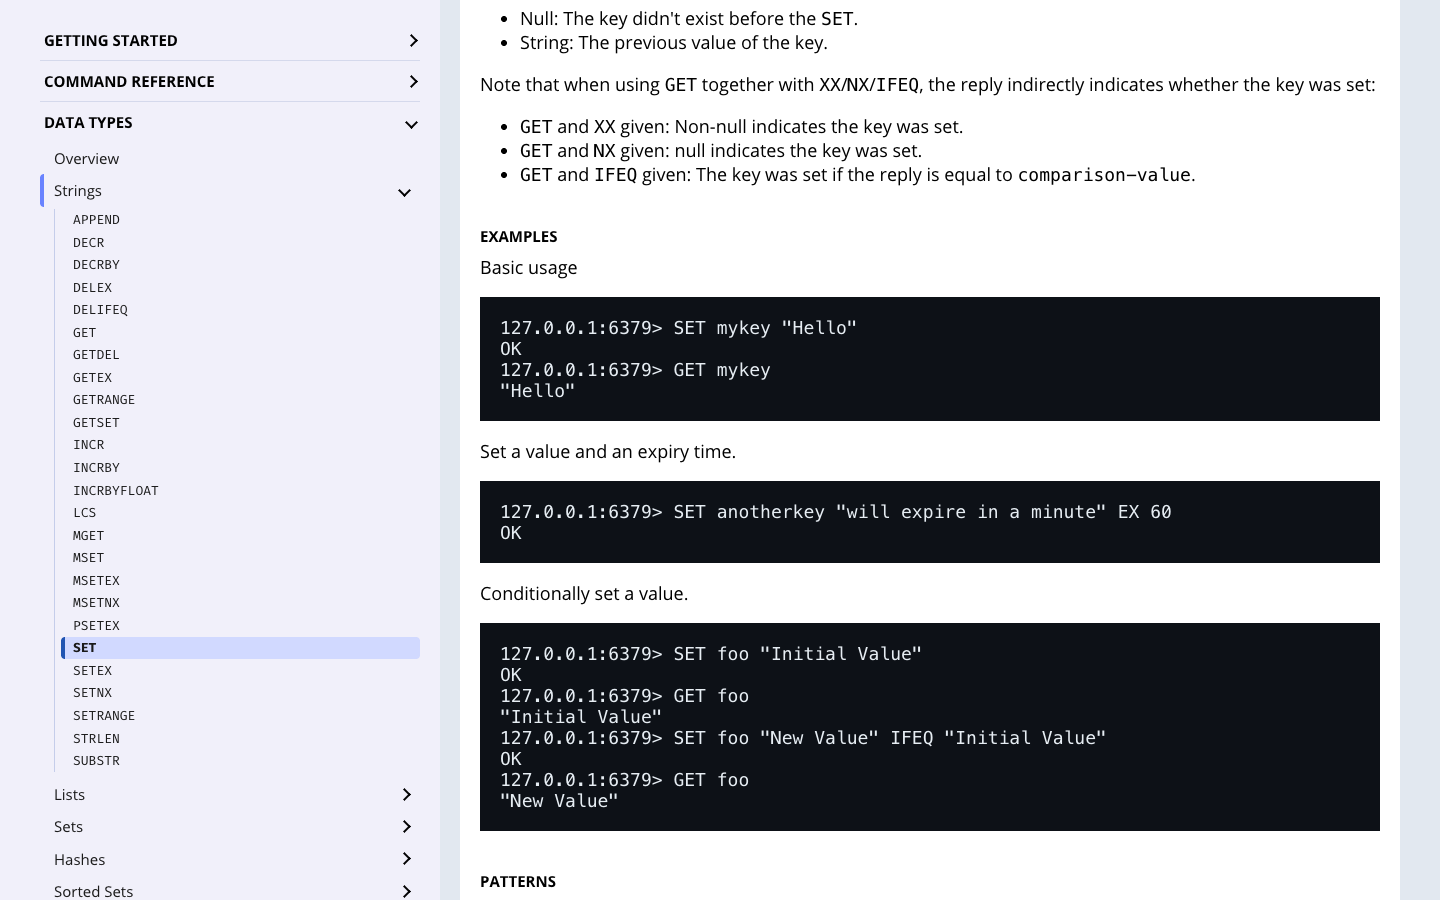 GETTING STARTED
COMMAND REFERENCE
DATA TYPES
Overview
Strings
APPEND
DECR
DECRBY
DELEX
DELIFEQ
GET
GETDEL
GETEX
GETRANGE
GETSET
INCR
INCRBY
INCRBYFLOAT
LCS
MGET
MSET
MSETEX
MSETNX
PSETEX
SET
SETEX
SETNX
SETRANGE
STRLEN
SUBSTR
Lists
Sets
Hashes
Sorted Sets
Null: The key didn't exist before the SET.
String: The previous value of the key.
Note that when using GET together with XX/NX/IFEQ, the reply indirectly indicates whether the key was set:
GET and XX given: Non-null indicates the key was set.
GET and NX given: null indicates the key was set.
GET and IFEQ given: The key was set if the reply is equal to comparison-value.
EXAMPLES
Basic usage
127.0.0.1:6379> SET mykey "Hello"
OK
127.0.0.1:6379> GET mykey
"Hello"
Set a value and an expiry time.
127.0.0.1:6379> SET anotherkey "will expire in a minute" EX 60
OK
Conditionally set a value.
127.0.0.1:6379> SET foo "Initial Value"
OK
127.0.0.1:6379> GET foo
"Initial Value"
127.0.0.1:6379> SET foo "New Value" IFEQ "Initial Value"
OK
127.0.0.1:6379> GET foo
"New Value"
PATTERNS